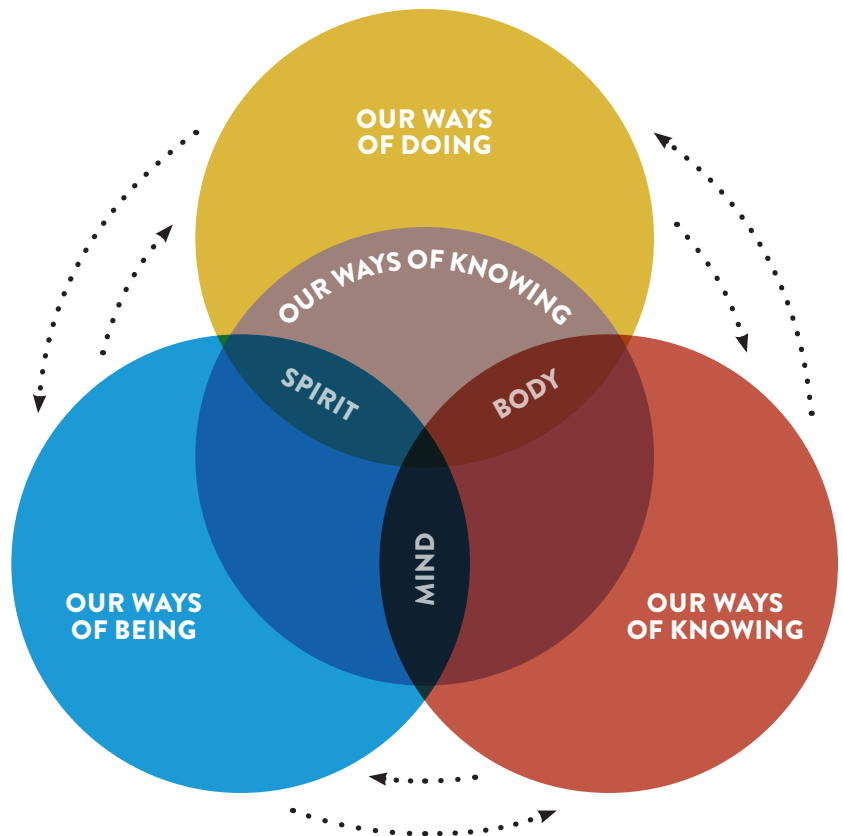 OUR WAYS
OF DOING
OUR WAYS OF KNOWING
SPIRIT
BODY
MIND
OUR WAYS
OF BEING
OUR WAYS
OF KNOWING